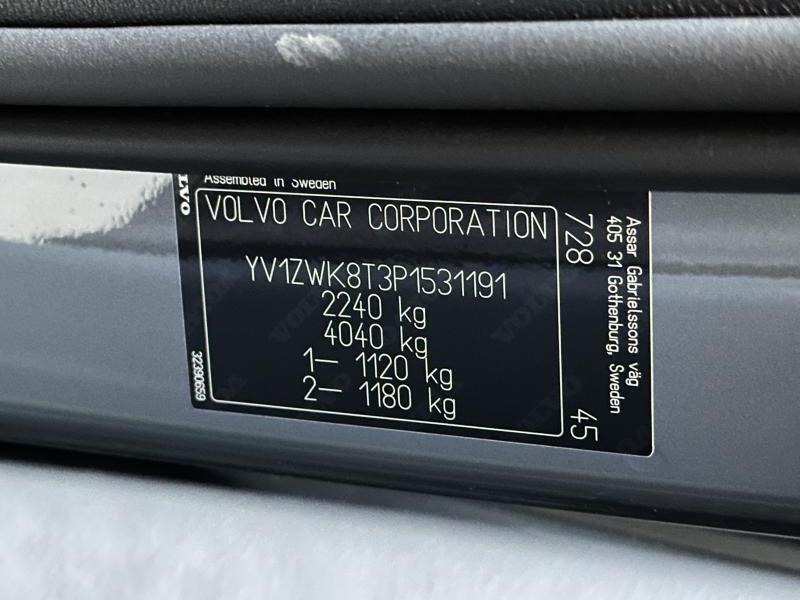 Assembled in Sweden
VOLVO
VOLVO CAR CORPORATION
YV1ZWK8T3P1531191
2240 kg
4040 kg
1– 1120 kg
2– 1180 kg
728
45
Assar Gabrielssons väg
405 31 Gothenburg, Sweden
32390659